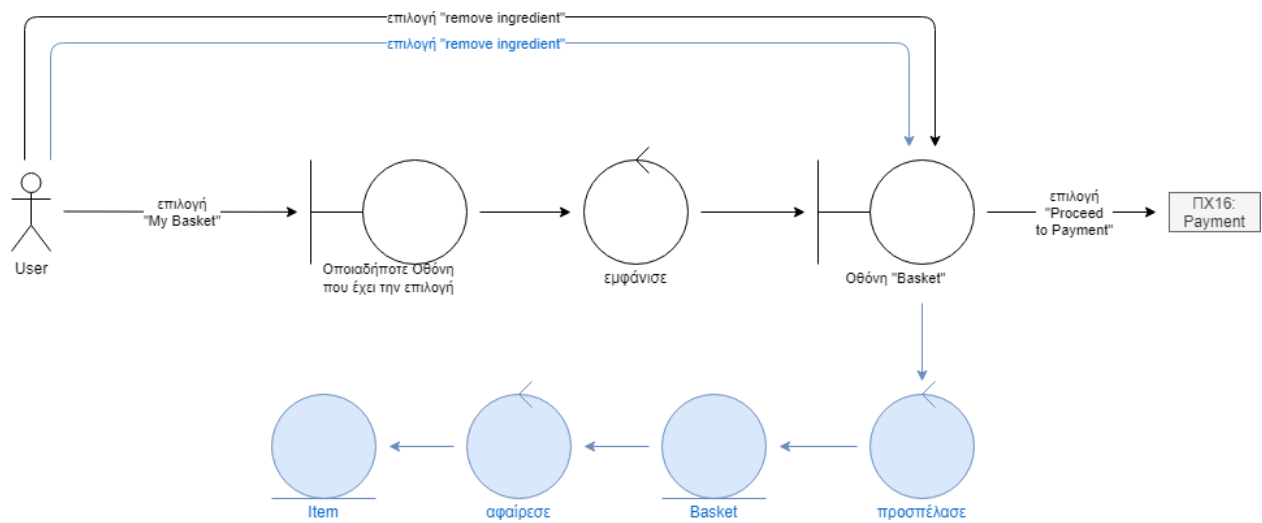 επιλογή "remove ingredient"
επιλογή "remove ingredient"
επιλογή
"My Basket"
επιλογή
"Proceed
to Payment"
ΠΧ16:
Payment
User
Οποιαδήποτε Οθόνη
που έχει την επιλογή
εμφάνισε
Οθόνη "Basket"
Item
αφαίρεσε
Basket
προσπέλασε